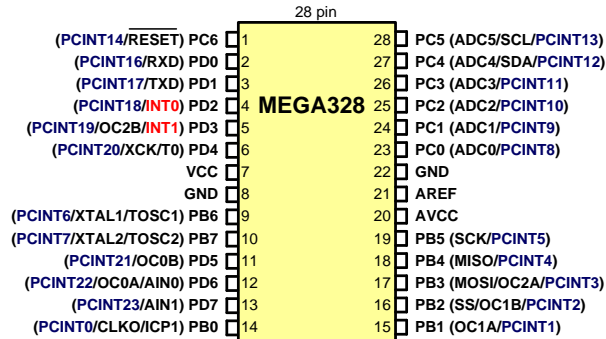 28 pin
(PCINT14/RESET) PC6 1 28 PC5 (ADC5/SCL/PCINT13)
(PCINT16/RXD) PD0 2 27 PC4 (ADC4/SDA/PCINT12)
(PCINT17/TXD) PD1 3 26 PC3 (ADC3/PCINT11)
(PCINT18/INT0) PD2 4 MEGA328 25 PC2 (ADC2/PCINT10)
(PCINT19/OC2B/INT1) PD3 5 24 PC1 (ADC1/PCINT9)
(PCINT20/XCK/T0) PD4 6 23 PC0 (ADC0/PCINT8)
VCC 7 22 GND
GND 8 21 AREF
(PCINT6/XTAL1/TOSC1) PB6 9 20 AVCC
(PCINT7/XTAL2/TOSC2) PB7 10 19 PB5 (SCK/PCINT5)
(PCINT21/OC0B) PD5 11 18 PB4 (MISO/PCINT4)
(PCINT22/OC0A/AIN0) PD6 12 17 PB3 (MOSI/OC2A/PCINT3)
(PCINT23/AIN1) PD7 13 16 PB2 (SS/OC1B/PCINT2)
(PCINT0/CLKO/ICP1) PB0 14 15 PB1 (OC1A/PCINT1)